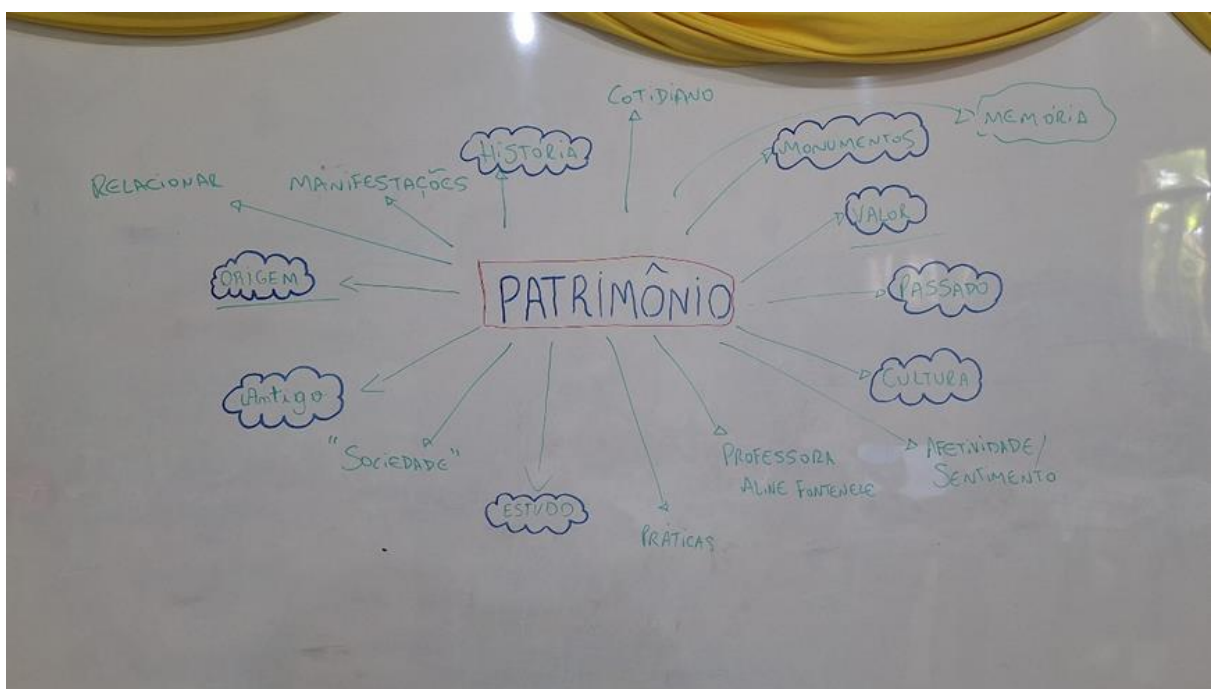 COTIDIANO
MEMÓRIA
HISTÓRIA
MONUMENTOS
RELACIONAR
MANIFESTAÇÕES
VALOR
ORIGEM
PATRIMÔNIO
PASSADO
Antigo
CULTURA
"SOCIEDADE"
PROFESSORA
ALINE FONTENELE
AFETIVIDADE/
SENTIMENTO
ESTUDO
PRÁTICAS